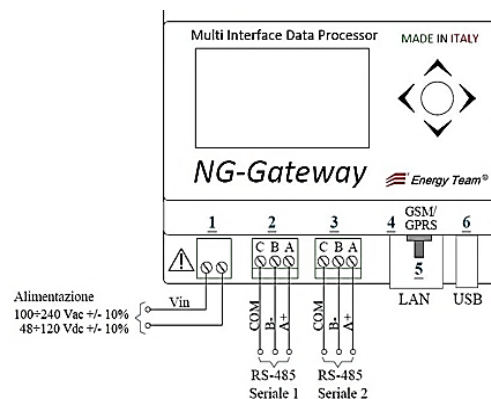 Multi Interface Data Processor
MADE IN ITALY
NG-Gateway
Energy Team®
1 2 3 4 GSM/GPRS 6
C B A C B A
5
LAN USB
Alimentazione
100÷240 Vac +/- 10%
48÷120 Vdc +/- 10%
Vin
COM B- A+ COM B- A+
RS-485 RS-485
Seriale 1 Seriale 2